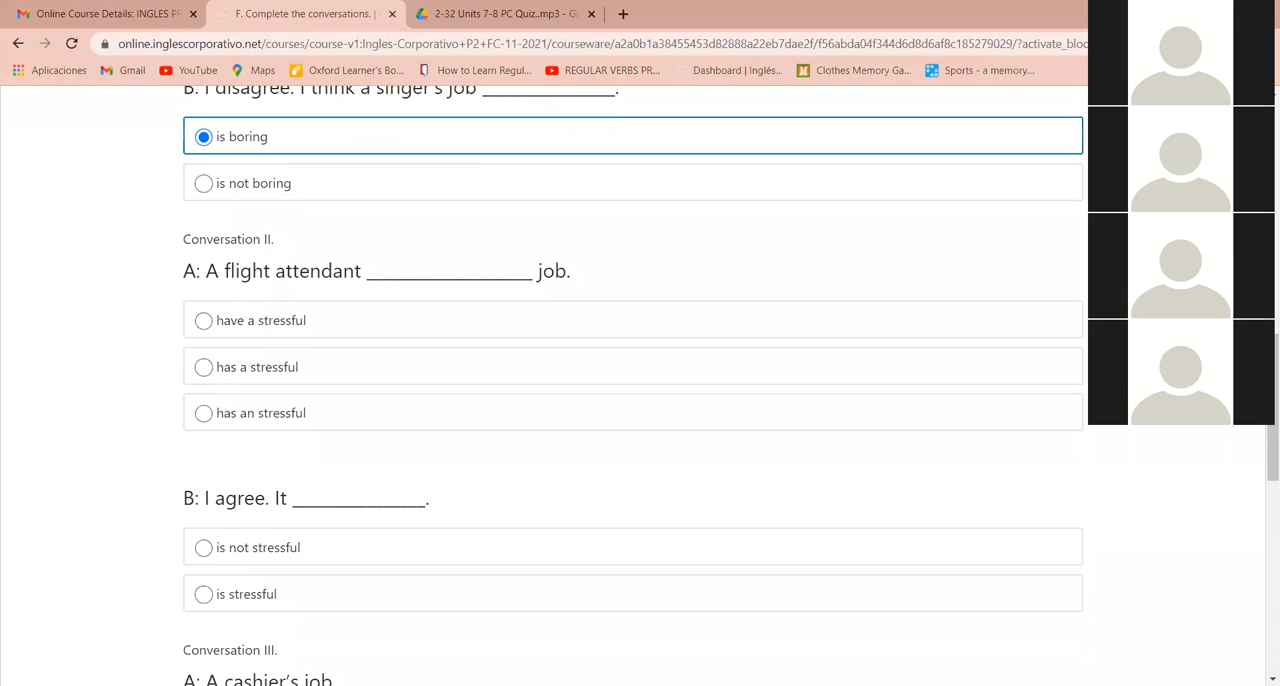 Online Course Details: INGLES PR
F. Complete the conversations. |
2-32 Units 7-8 PC Quiz..mp3 - Go
online.inglescorporativo.net/courses/course-v1:Ingles-Corporativo+P2+FC-11-2021/courseware/a2a0b1a38455453d82888a22eb7dae2f/f56abda04f344d6d8d6af8c185279029/?activate_bloc
Aplicaciones Gmail YouTube Maps Oxford Learner's Bo... How to Learn Regul... REGULAR VERBS PR... Dashboard | Inglés... Clothes Memory Ga... Sports - a memory...
B: I disagree. I think a singer's job _______________.
is boring
is not boring
Conversation II.
A: A flight attendant ___________________ job.
have a stressful
has a stressful
has an stressful
B: I agree. It _______________.
is not stressful
is stressful
Conversation III.
A: A cashier's job